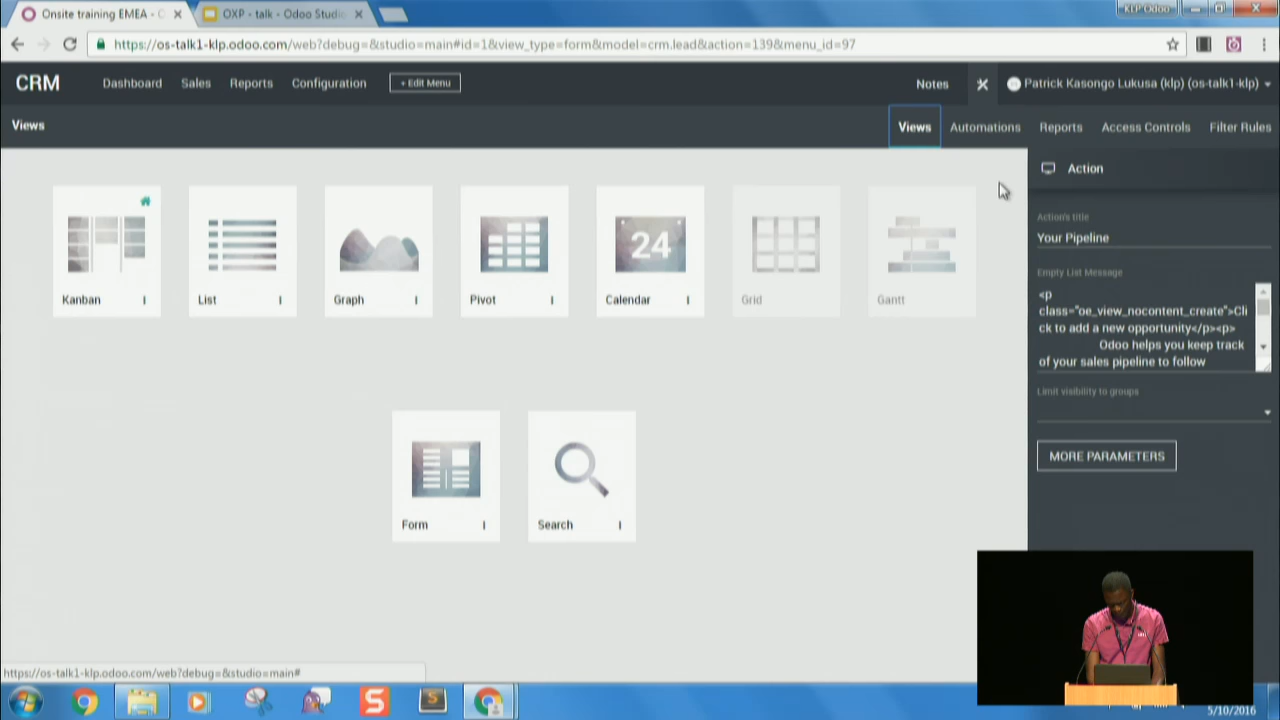 Onsite training EMEA - O
OXP - talk - Odoo Studi
KLP Odoo
https://os-talk1-klp.odoo.com/web?debug=&studio=main#id=1&view_type=form&model=crm.lead&action=139&menu_id=97
CRM
Dashboard
Sales
Reports
Configuration
+ Edit Menu
Notes
Patrick Kasongo Lukusa (klp) (os-talk1-klp)
Views
Views
Automations
Reports
Access Controls
Filter Rules
Action
Action's title
Your Pipeline
Empty List Message
<p
class="oe_view_nocontent_create">Cli
ck to add a new opportunity</p><p>
Odoo helps you keep track
of your sales pipeline to follow
Limit visibility to groups
MORE PARAMETERS
Kanban
List
Graph
Pivot
24
Calendar
Grid
Gantt
Form
Search
https://os-talk1-klp.odoo.com/web?debug=&studio=main#
5/10/2016